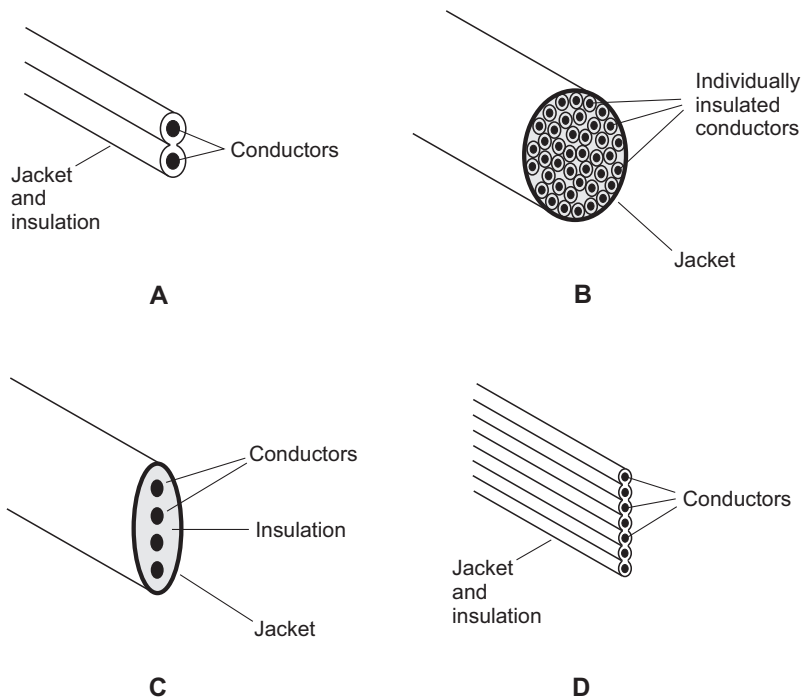 Conductors
Jacket
and
insulation
A
Individually
insulated
conductors
Jacket
B
Conductors
Insulation
Jacket
C
Conductors
Jacket
and
insulation
D